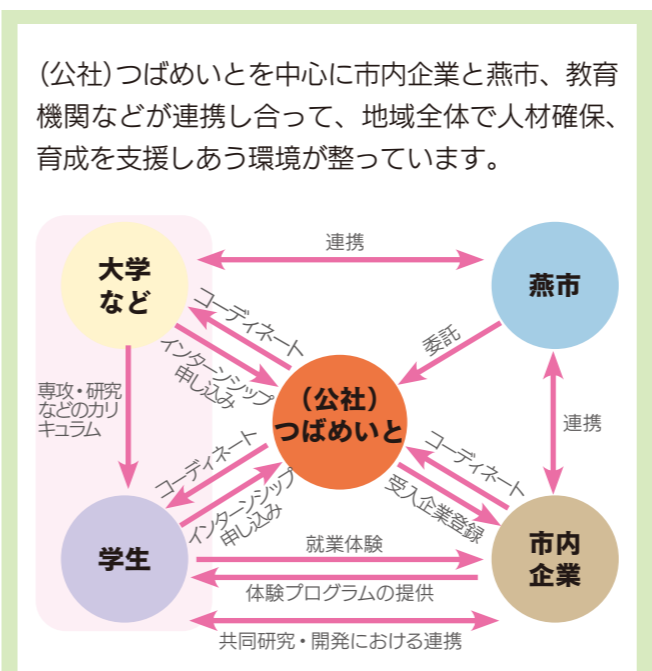 (公社)つばめいとを中心に市内企業と燕市、教育
機関などが連携し合って、地域全体で人材確保、
育成を支援しあう環境が整っています。
連携
大学
など
燕市
コーディネート
インターンシップ
申し込み
委託
専攻・研究
などのカリ
キュラム
(公社)
つばめいと
連携
コーディネート
インターンシップ
申し込み
コーディネート
受入企業登録
学生
就業体験
市内
企業
体験プログラムの提供
共同研究・開発における連携